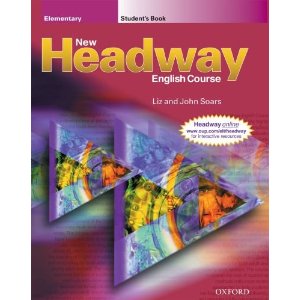 Elementary
Student's Book
New
Headway
English Course
Liz and John Soars
Headway online
www.oup.com/elt/headway
for interactive resources
OXFORD